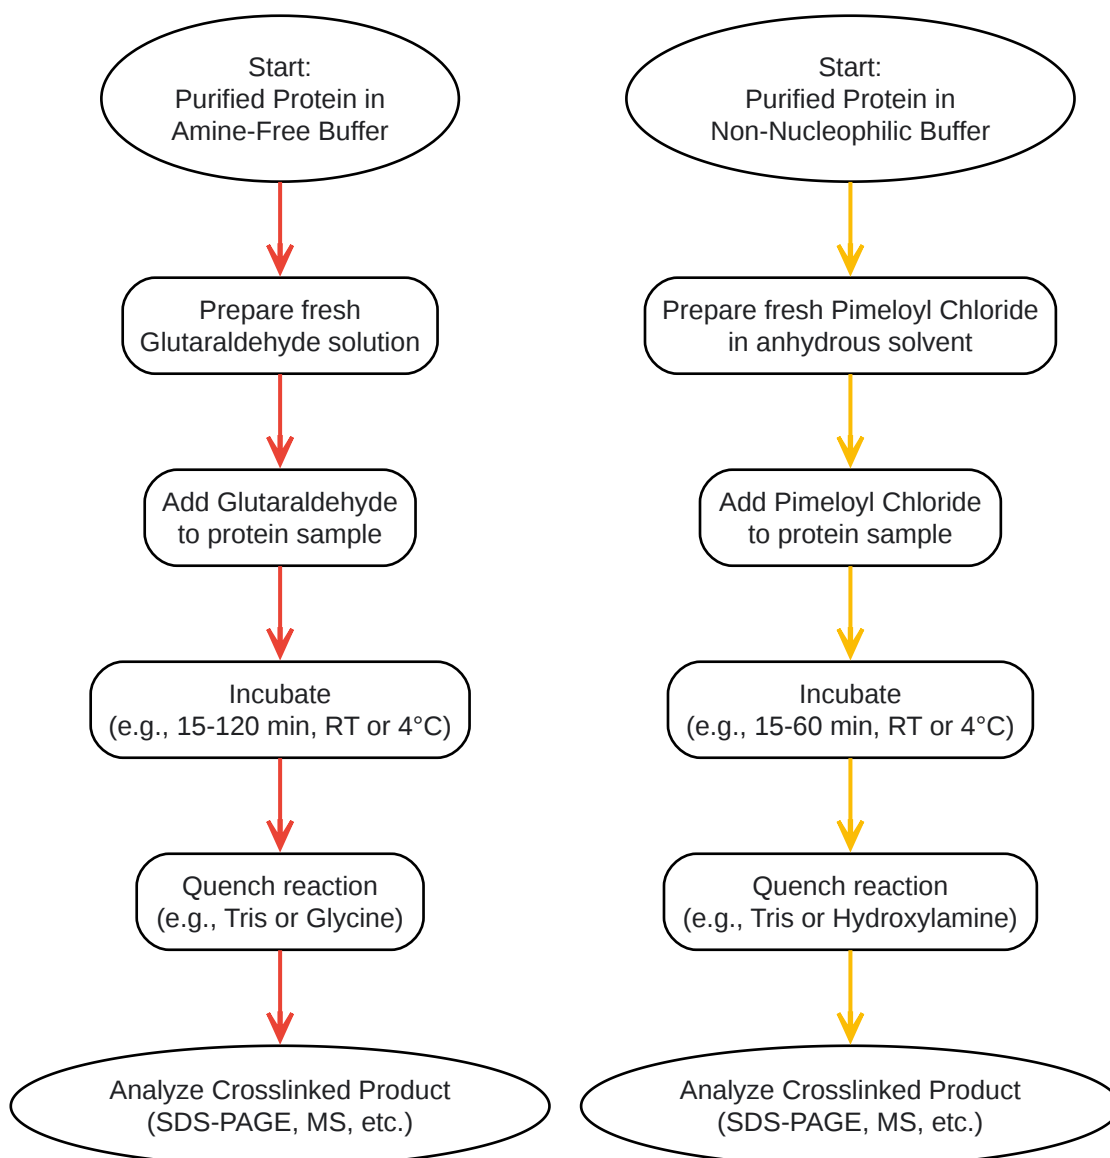 Start:
Purified Protein in
Amine-Free Buffer
Prepare fresh
Glutaraldehyde solution
Add Glutaraldehyde
to protein sample
Incubate
(e.g., 15-120 min, RT or 4°C)
Quench reaction
(e.g., Tris or Glycine)
Analyze Crosslinked Product
(SDS-PAGE, MS, etc.)
Start:
Purified Protein in
Non-Nucleophilic Buffer
Prepare fresh Pimeloyl Chloride
in anhydrous solvent
Add Pimeloyl Chloride
to protein sample
Incubate
(e.g., 15-60 min, RT or 4°C)
Quench reaction
(e.g., Tris or Hydroxylamine)
Analyze Crosslinked Product
(SDS-PAGE, MS, etc.)